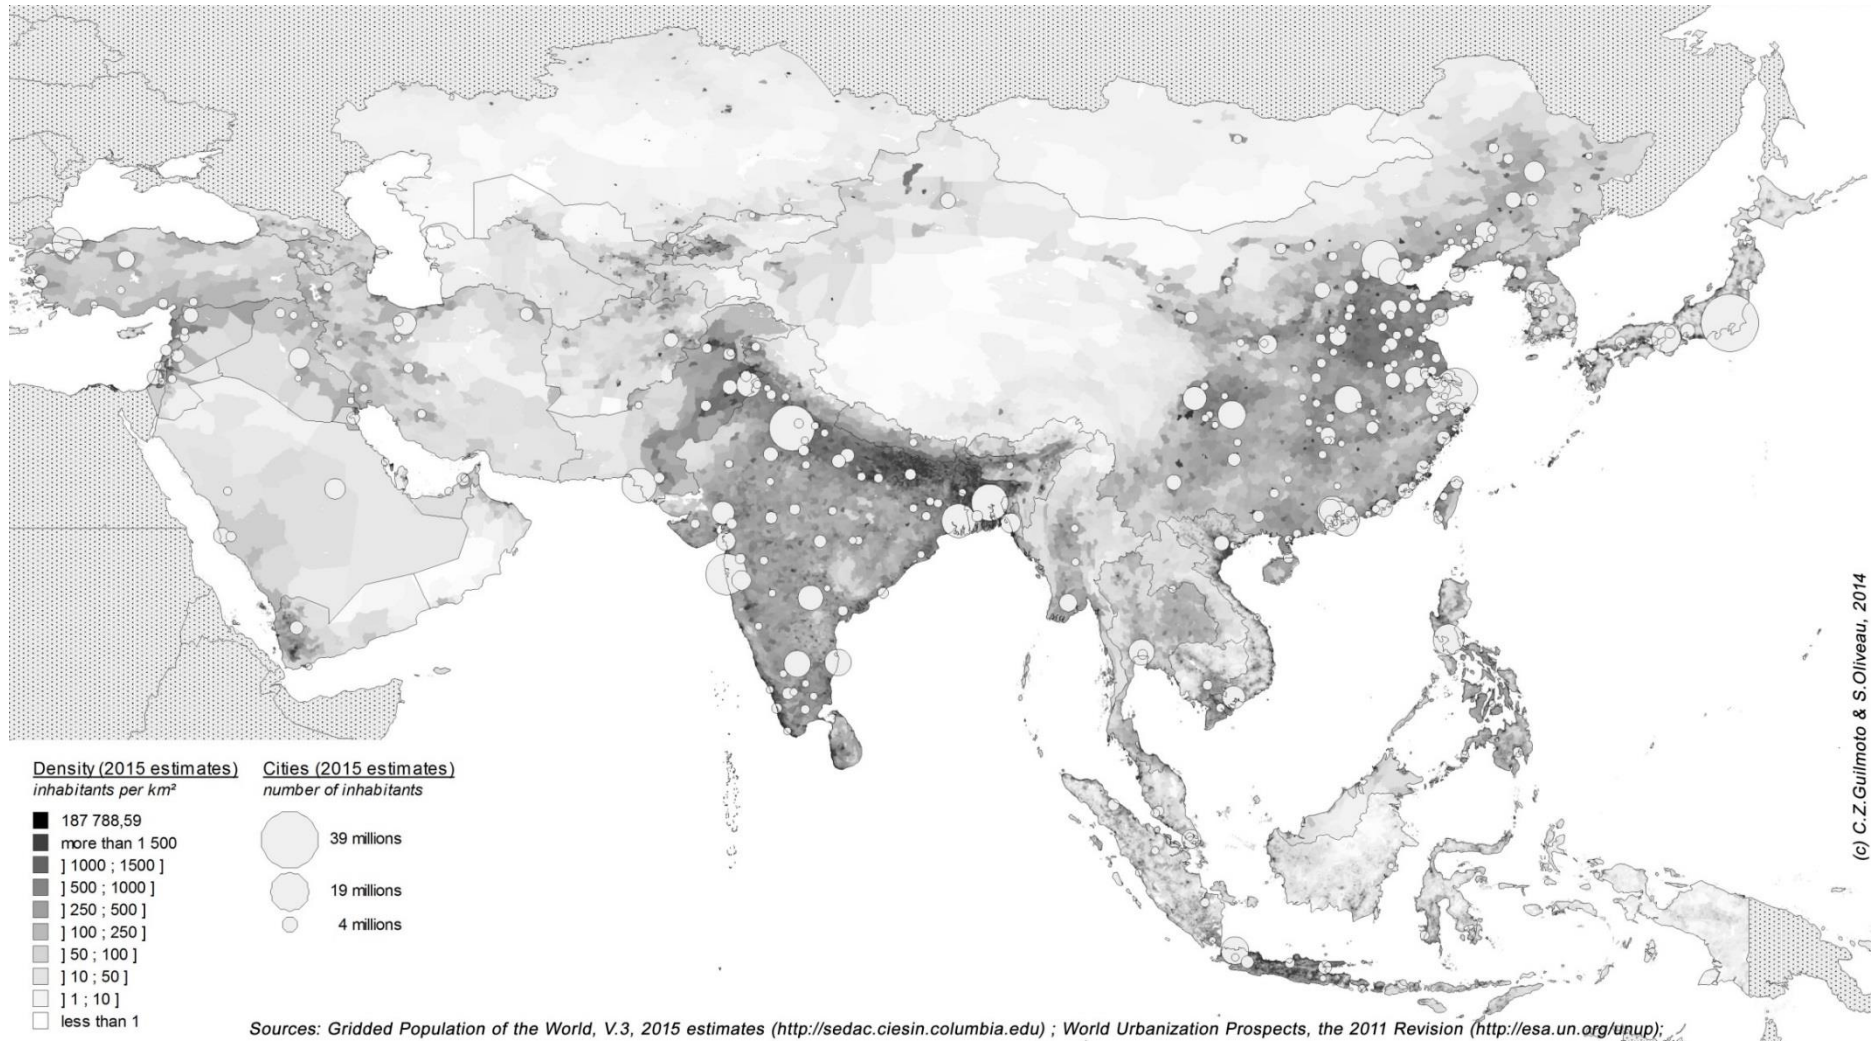 Density (2015 estimates)
inhabitants per km²
187 788,59
more than 1 500
] 1000 ; 1500 ]
] 500 ; 1000 ]
] 250 ; 500 ]
] 100 ; 250 ]
] 50 ; 100 ]
] 10 ; 50 ]
] 1 ; 10 ]
less than 1
Cities (2015 estimates)
number of inhabitants
39 millions
19 millions
4 millions
(c) C.Z.Guilmoto & S.Oliveau, 2014
Sources: Gridded Population of the World, V.3, 2015 estimates (http://sedac.ciesin.columbia.edu) ; World Urbanization Prospects, the 2011 Revision (http://esa.un.org/unup);